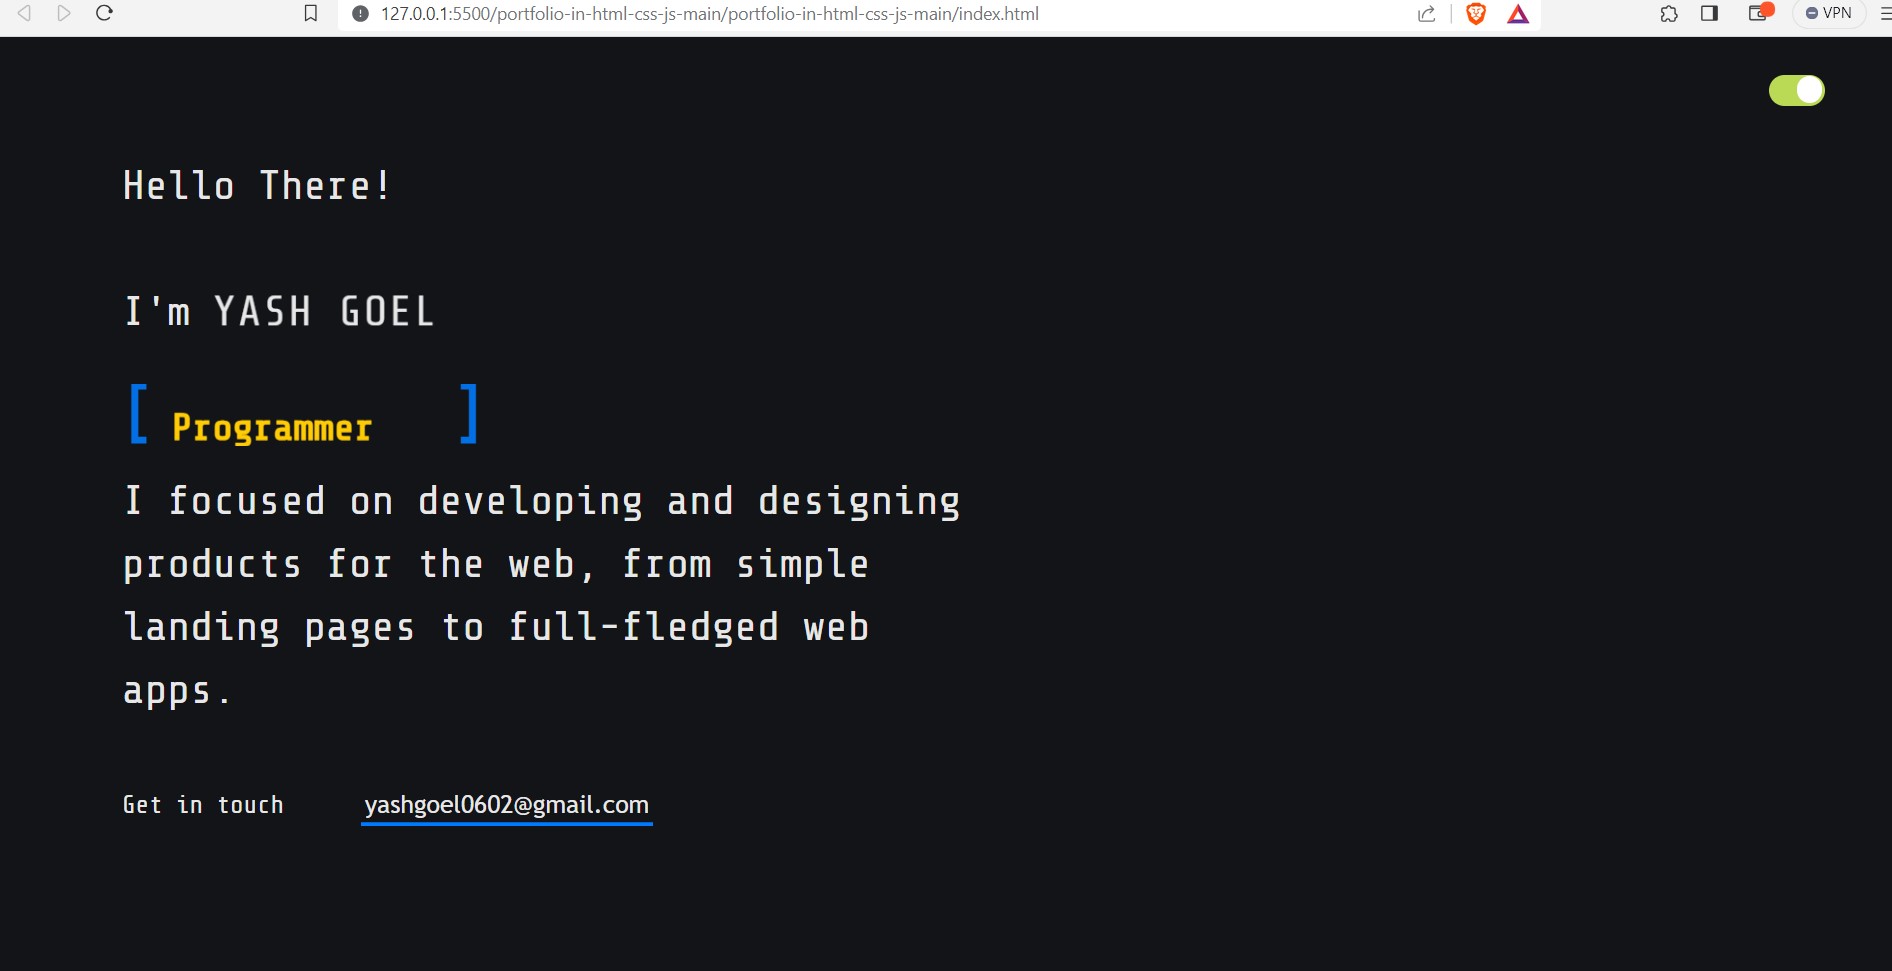 127.0.0.1:5500/portfolio-in-html-css-js-main/portfolio-in-html-css-js-main/index.html
VPN
Hello There!
I'm YASH GOEL
[ Programmer ]
I focused on developing and designing
products for the web, from simple
landing pages to full-fledged web
apps.
Get in touch yashgoel0602@gmail.com